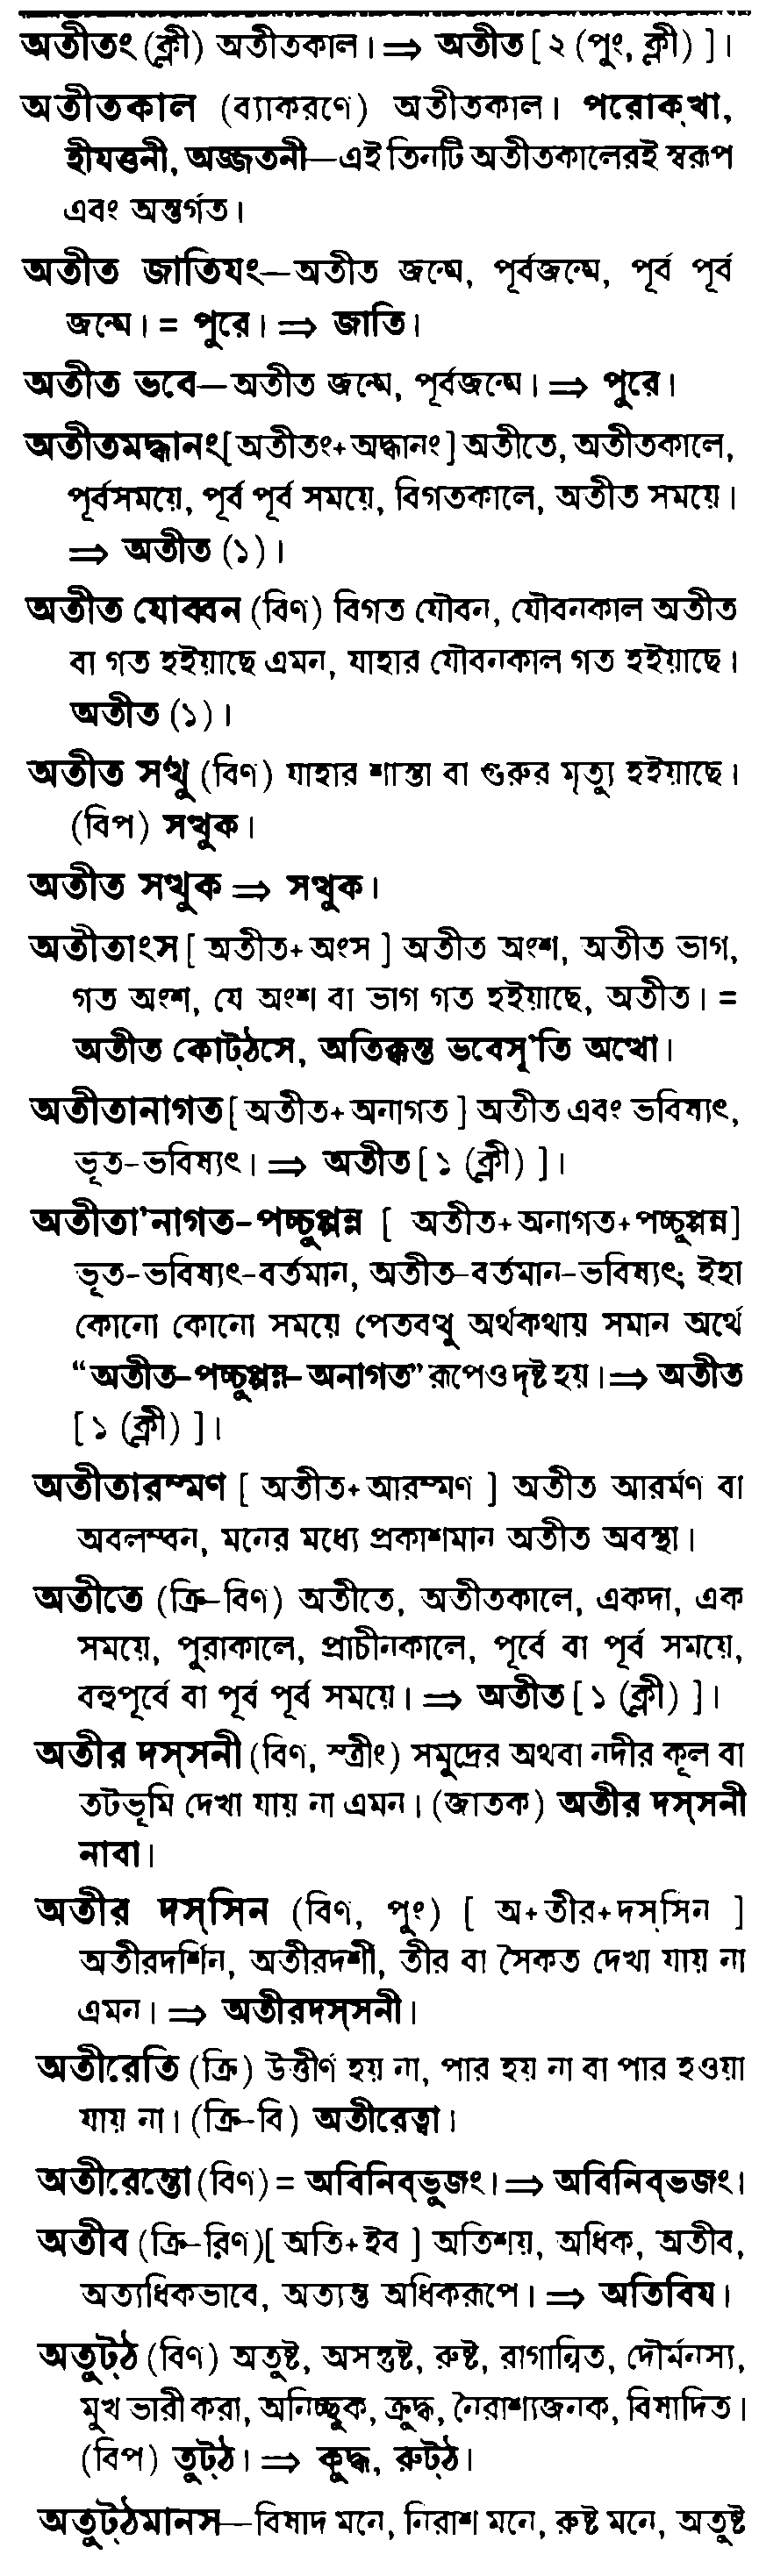 অতীতং (ক্লী) অতীতকাল। ⇒ অতীত [ ২ (পুং, ক্লী) ]।
অতীতকাল (ব্যাকরণে) অতীতকাল। পরোক্‌খা,
হীযত্তনী, অজ্জতনী—এই তিনটি অতীতকালেরই স্বরূপ
এবং অন্তর্গত।
অতীত জাতিযং—অতীত জন্মে, পূর্বজন্মে, পূর্ব পূর্ব
জন্মে। = পুরে। ⇒ জাতি।
অতীত ভবে—অতীত জন্মে, পূর্বজন্মে। ⇒ পুরে।
অতীতমদ্ধানং[ অতীতং+অদ্ধানং ] অতীতে, অতীতকালে,
পূর্বসময়ে, পূর্ব পূর্ব সময়ে, বিগতকালে, অতীত সময়ে।
⇒ অতীত (১)।
অতীত যোব্বন (বিণ) বিগত যৌবন, যৌবনকাল অতীত
বা গত হইয়াছে এমন, যাহার যৌবনকাল গত হইয়াছে।
অতীত (১)।
অতীত সত্থু (বিণ) যাহার শাস্তা বা গুরুর মৃত্যু হইয়াছে।
(বিপ) সত্থুক।
অতীত সত্থুক ⇒ সত্থুক।
অতীতাংস [ অতীত+অংস ] অতীত অংশ, অতীত ভাগ,
গত অংশ, যে অংশ বা ভাগ গত হইয়াছে, অতীত। =
অতীত কোট্‌ঠসে, অতিক্কন্ত ভবেসূ'তি অত্থো।
অতীতানাগত [ অতীত+অনাগত ] অতীত এবং ভবিষ্যৎ,
ভূত-ভবিষ্যৎ। ⇒ অতীত [ ১ (ক্লী) ]।
অতীতা'নাগত-পচ্চুপ্পন্ন [ অতীত+অনাগত+পচ্চুপ্পন্ন]
ভূত-ভবিষ্যৎ-বর্তমান, অতীত-বর্তমান-ভবিষ্যৎ; ইহা
কোনো কোনো সময়ে পেতবত্থু অর্থকথায় সমান অর্থে
“অতীত-পচ্চুপ্পন্ন-অনাগত” রূপেও দৃষ্ট হয়। ⇒ অতীত
[ ১ (ক্লী) ]।
অতীতারম্মণ [ অতীত+আরম্মণ ] অতীত আরর্মণ বা
অবলম্বন, মনের মধ্যে প্রকাশমান অতীত অবস্থা।
অতীতে (ক্রি-বিণ) অতীতে, অতীতকালে, একদা, এক
সময়ে, পুরাকালে, প্রাচীনকালে, পূর্বে বা পূর্ব সময়ে,
বহুপূর্বে বা পূর্ব পূর্ব সময়ে। ⇒ অতীত [ ১ (ক্লী) ]।
অতীর দস্‌সনী (বিণ, স্ত্রীং) সমুদ্রের অথবা নদীর কূল বা
তটভূমি দেখা যায় না এমন। (জাতক) অতীর দস্‌সনী
নাবা।
অতীর দস্‌সিন (বিণ, পুং) [ অ+তীর+দস্‌সিন ]
অতীরদর্শিন, অতীরদর্শী, তীর বা সৈকত দেখা যায় না
এমন। ⇒ অতীরদস্‌সনী।
অতীরেতি (ক্রি) উত্তীর্ণ হয় না, পার হয় না বা পার হওয়া
যায় না। (ক্রি-বি) অতীরেত্বা।
অতীরেন্তো (বিণ) = অবিনিব্‌ভুজং। ⇒ অবিনিব্‌ভজং।
অতীব (ক্রি-রিণ)[ অতি+ইব ] অতিশয়, অধিক, অতীব,
অত্যধিকভাবে, অত্যন্ত অধিকরূপে। ⇒ অতিবিয।
অতুট্‌ঠ (বিণ) অতুষ্ট, অসন্তুষ্ট, রুষ্ট, রাগান্বিত, দৌর্মনস্য,
মুখ ভারী করা, অনিচ্ছুক, ক্রুদ্ধ, নৈরাশ্যজনক, বিষাদিত।
(বিপ) তুট্‌ঠ। ⇒ কুদ্ধ, রুট্‌ঠ।
অতুট্‌ঠমানস—বিষাদ মনে, নিরাশ মনে, রুষ্ট মনে, অতুষ্ট